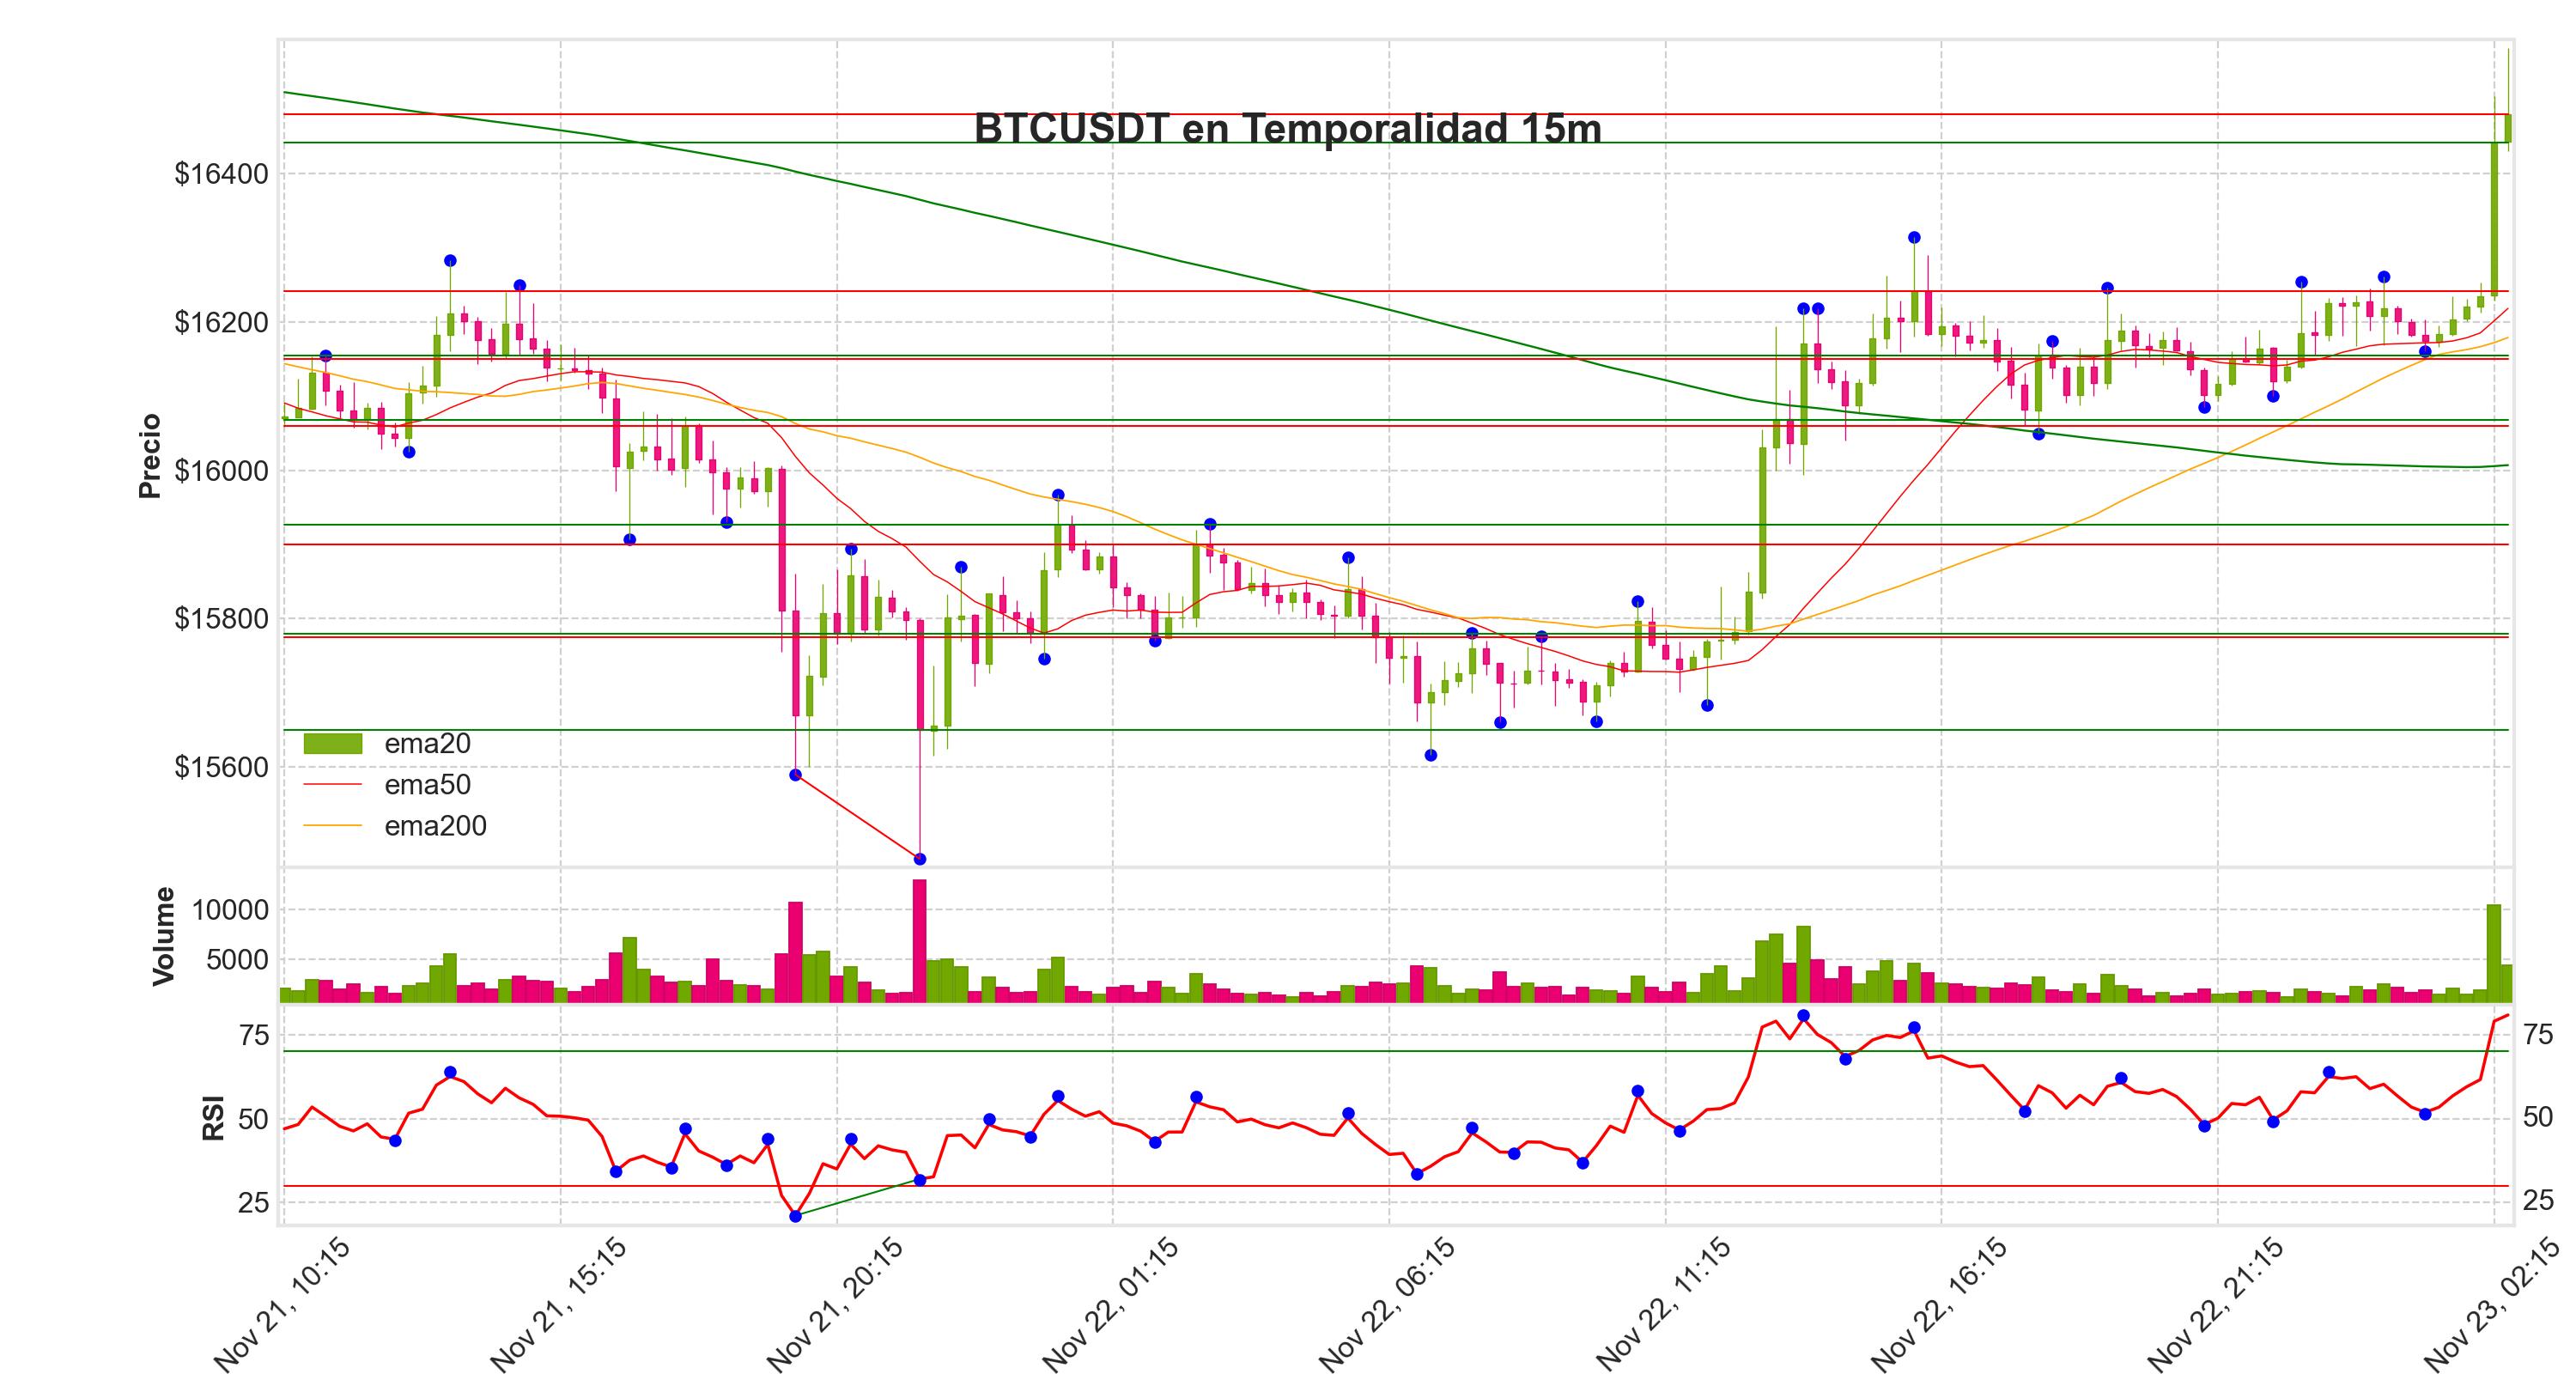 BTCUSDT en Temporalidad 15m
Precio
$16400
$16200
$16000
$15800
$15600
ema20
ema50
ema200
Volume
10000
5000
RSI
75
50
25
75
50
25
Nov 21, 10:15
Nov 21, 15:15
Nov 21, 20:15
Nov 22, 01:15
Nov 22, 06:15
Nov 22, 11:15
Nov 22, 16:15
Nov 22, 21:15
Nov 23, 02:15